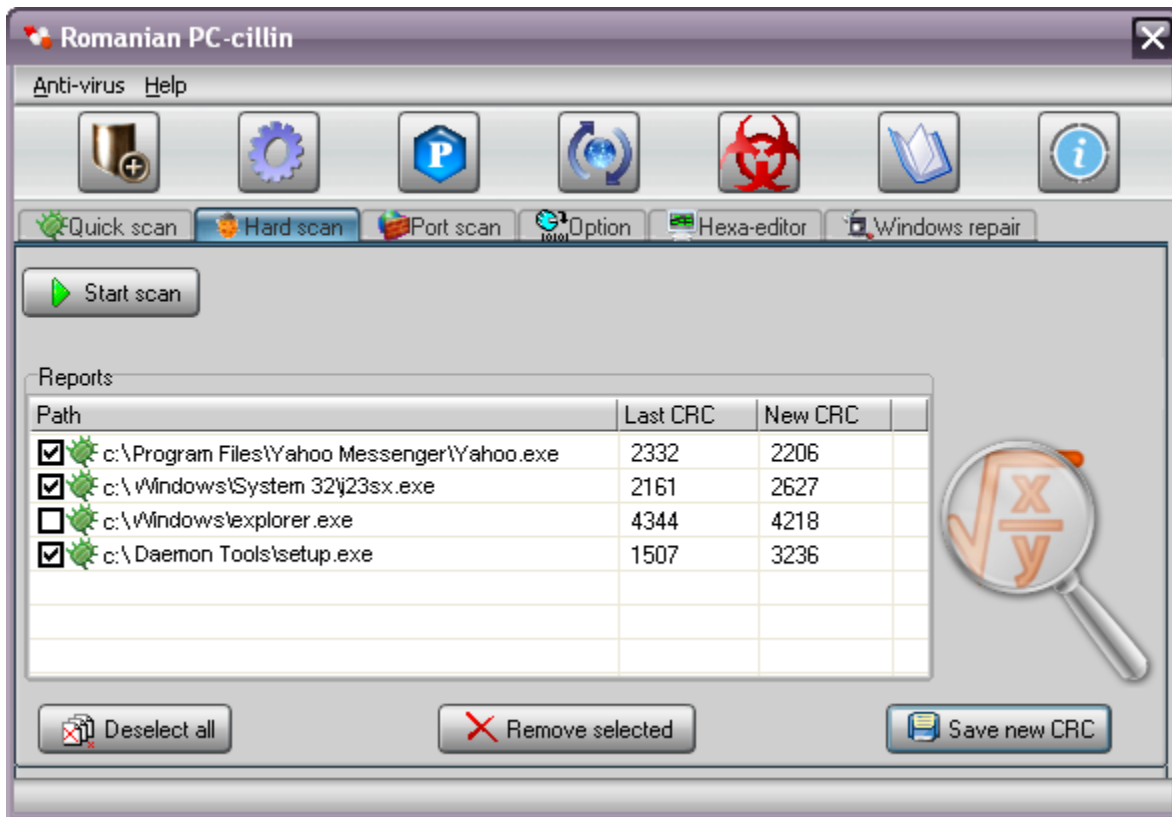 Romanian PC-cillin
Anti-virus Help
P
i
Quick scan Hard scan Port scan Option Hexa-editor Windows repair
Start scan
Reports
Path Last CRC New CRC
c:\Program Files\Yahoo Messenger\Yahoo.exe 2332 2206
c:\Windows\System 32\j23sx.exe 2161 2627
c:\Windows\explorer.exe 4344 4218
c:\Daemon Tools\setup.exe 1507 3236
x
y
Deselect all Remove selected Save new CRC